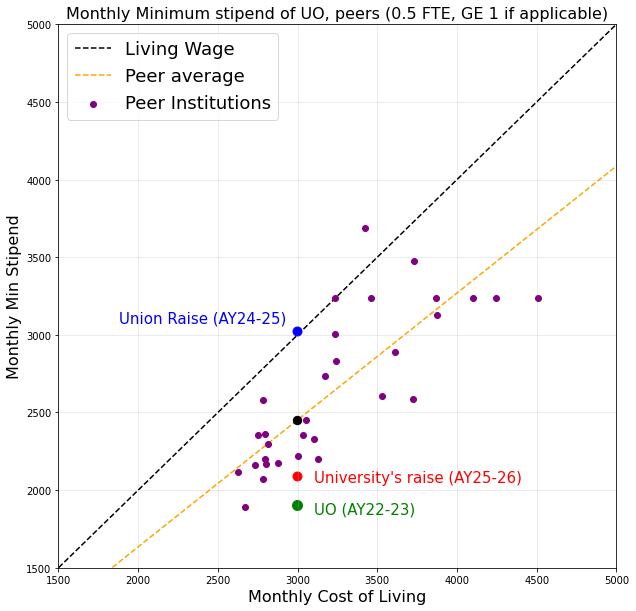 Monthly Minimum stipend of UO, peers (0.5 FTE, GE 1 if applicable)
Living Wage
Peer average
Peer Institutions
5000
4500
4000
3500
3000
2500
2000
1500
Monthly Min Stipend
Union Raise (AY24-25)
University's raise (AY25-26)
UO (AY22-23)
1500 2000 2500 3000 3500 4000 4500 5000
Monthly Cost of Living